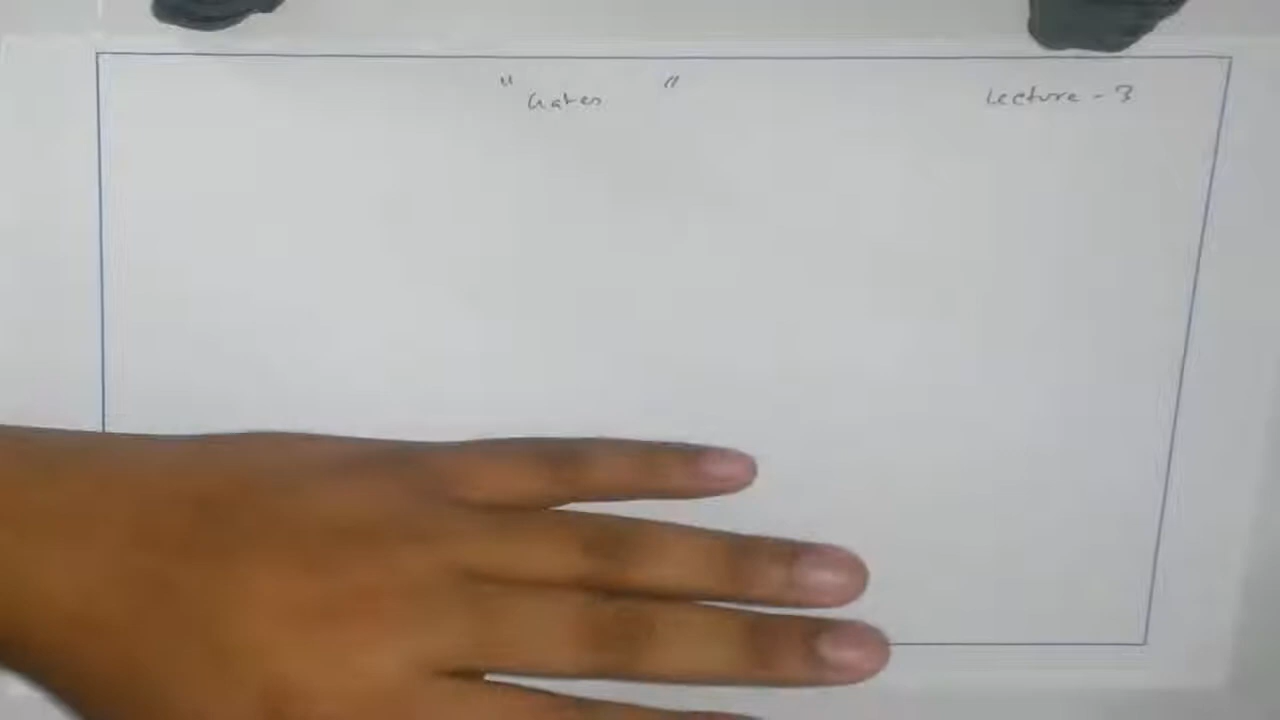 " Gates "
Lecture - 3